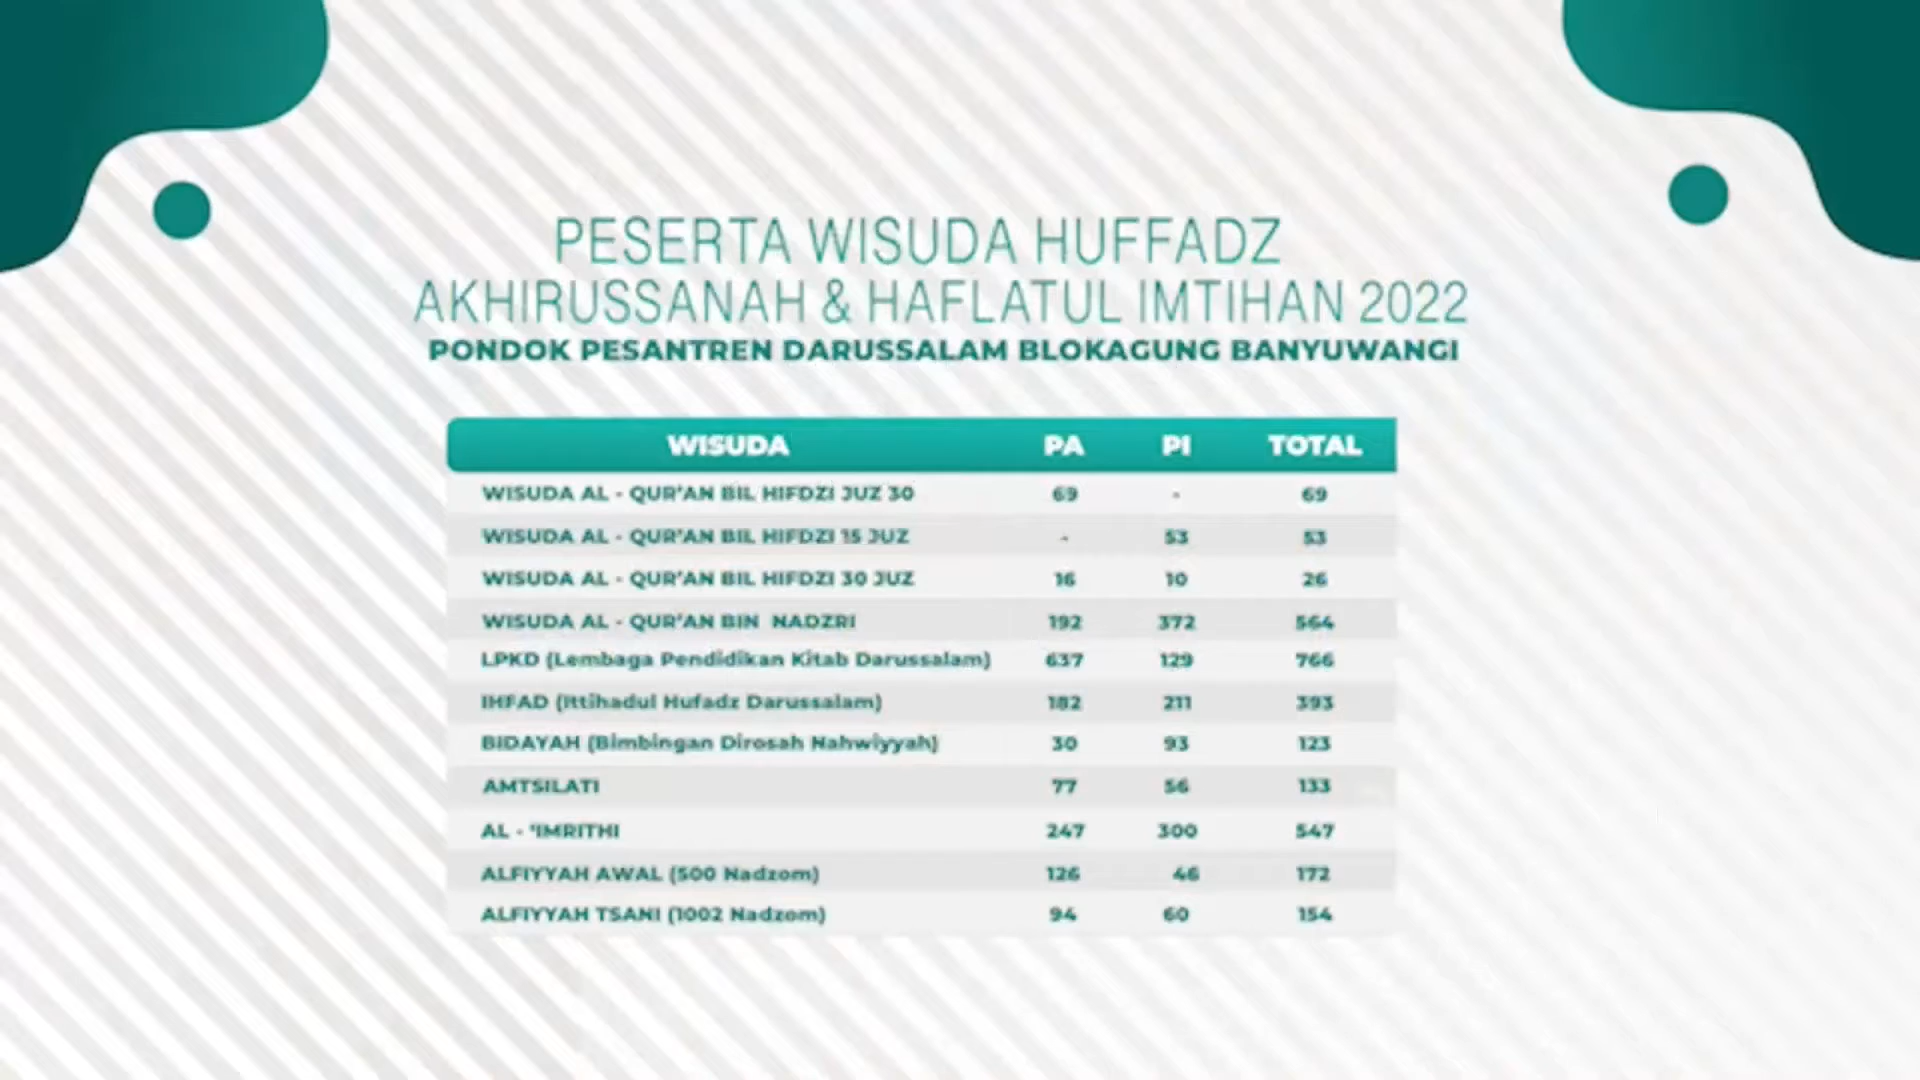 PESERTA WISUDA HUFFADZ
AKHIRUSSANAH & HAFLATUL IMTIHAN 2022
PONDOK PESANTREN DARUSSALAM BLOKAGUNG BANYUWANGI
WISUDA PA PI TOTAL
WISUDA AL - QUR'AN BIL HIFDZI JUZ 30 69 - 69
WISUDA AL - QUR'AN BIL HIFDZI 15 JUZ - 53 53
WISUDA AL - QUR'AN BIL HIFDZI 30 JUZ 16 10 26
WISUDA AL - QUR'AN BIN NADZRI 192 372 564
LPKD (Lembaga Pendidikan Kitab Darussalam) 637 129 766
IHFAD (Ittihadul Hufadz Darussalam) 182 211 393
BIDAYAH (Bimbingan Dirosah Nahwiyyah) 30 93 123
AMTSILATI 77 56 133
AL - 'IMRITHI 247 300 547
ALFIYYAH AWAL (500 Nadzom) 126 46 172
ALFIYYAH TSANI (1002 Nadzom) 94 60 154